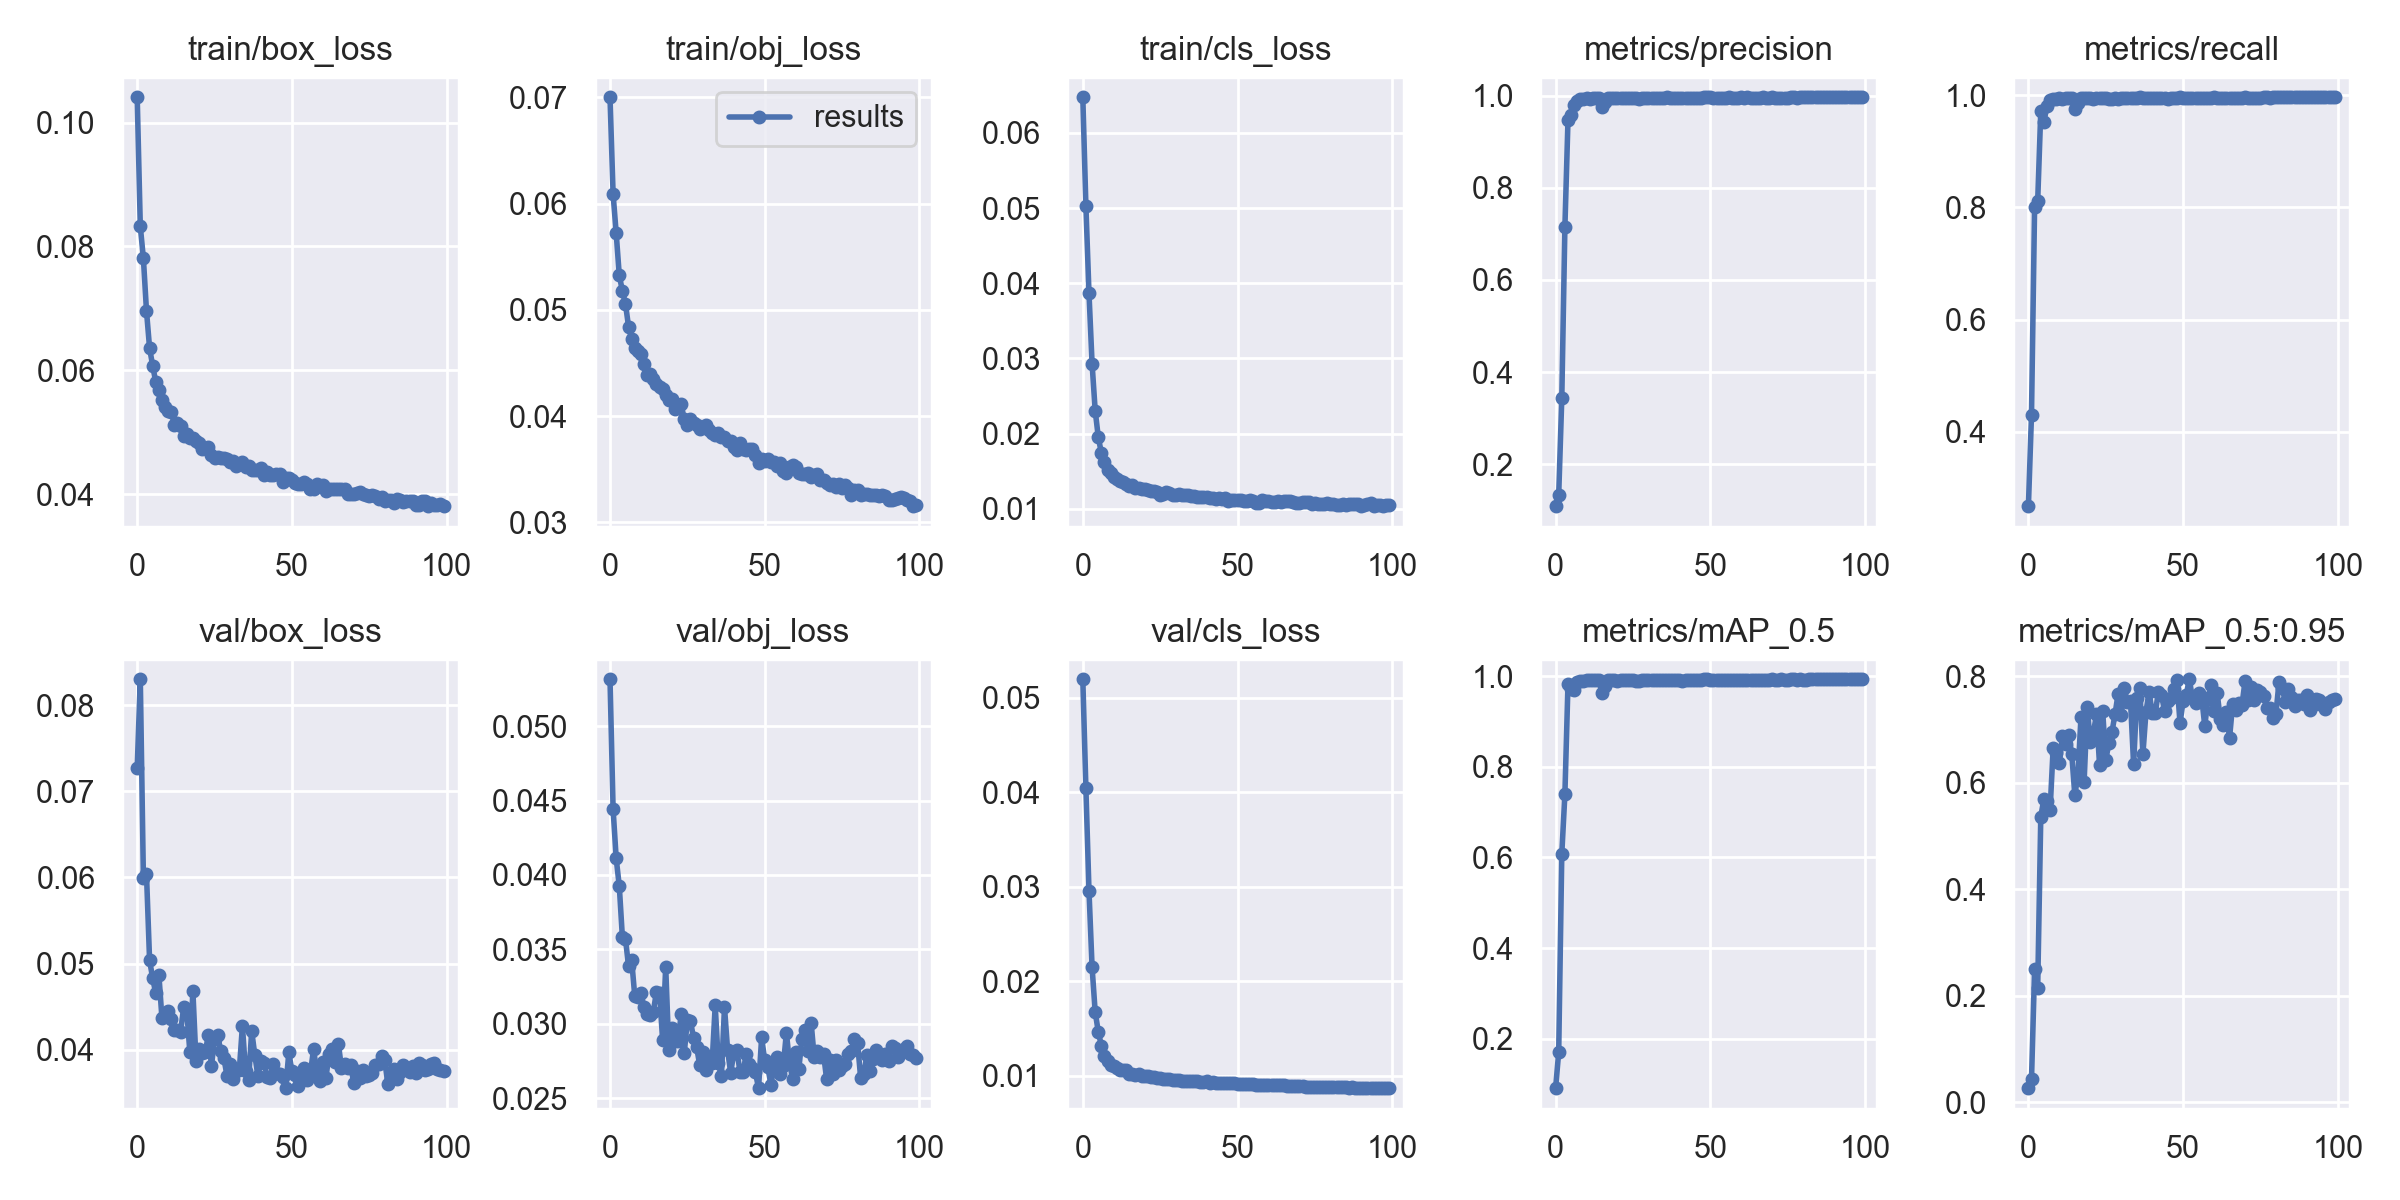 train/box_loss
0.10
0.08
0.06
0.04
0 50 100
train/obj_loss
results
0.07
0.06
0.05
0.04
0.03
0 50 100
train/cls_loss
0.06
0.05
0.04
0.03
0.02
0.01
0 50 100
metrics/precision
1.0
0.8
0.6
0.4
0.2
0 50 100
metrics/recall
1.0
0.8
0.6
0.4
0 50 100
val/box_loss
0.08
0.07
0.06
0.05
0.04
0 50 100
val/obj_loss
0.050
0.045
0.040
0.035
0.030
0.025
0 50 100
val/cls_loss
0.05
0.04
0.03
0.02
0.01
0 50 100
metrics/mAP_0.5
1.0
0.8
0.6
0.4
0.2
0 50 100
metrics/mAP_0.5:0.95
0.8
0.6
0.4
0.2
0.0
0 50 100